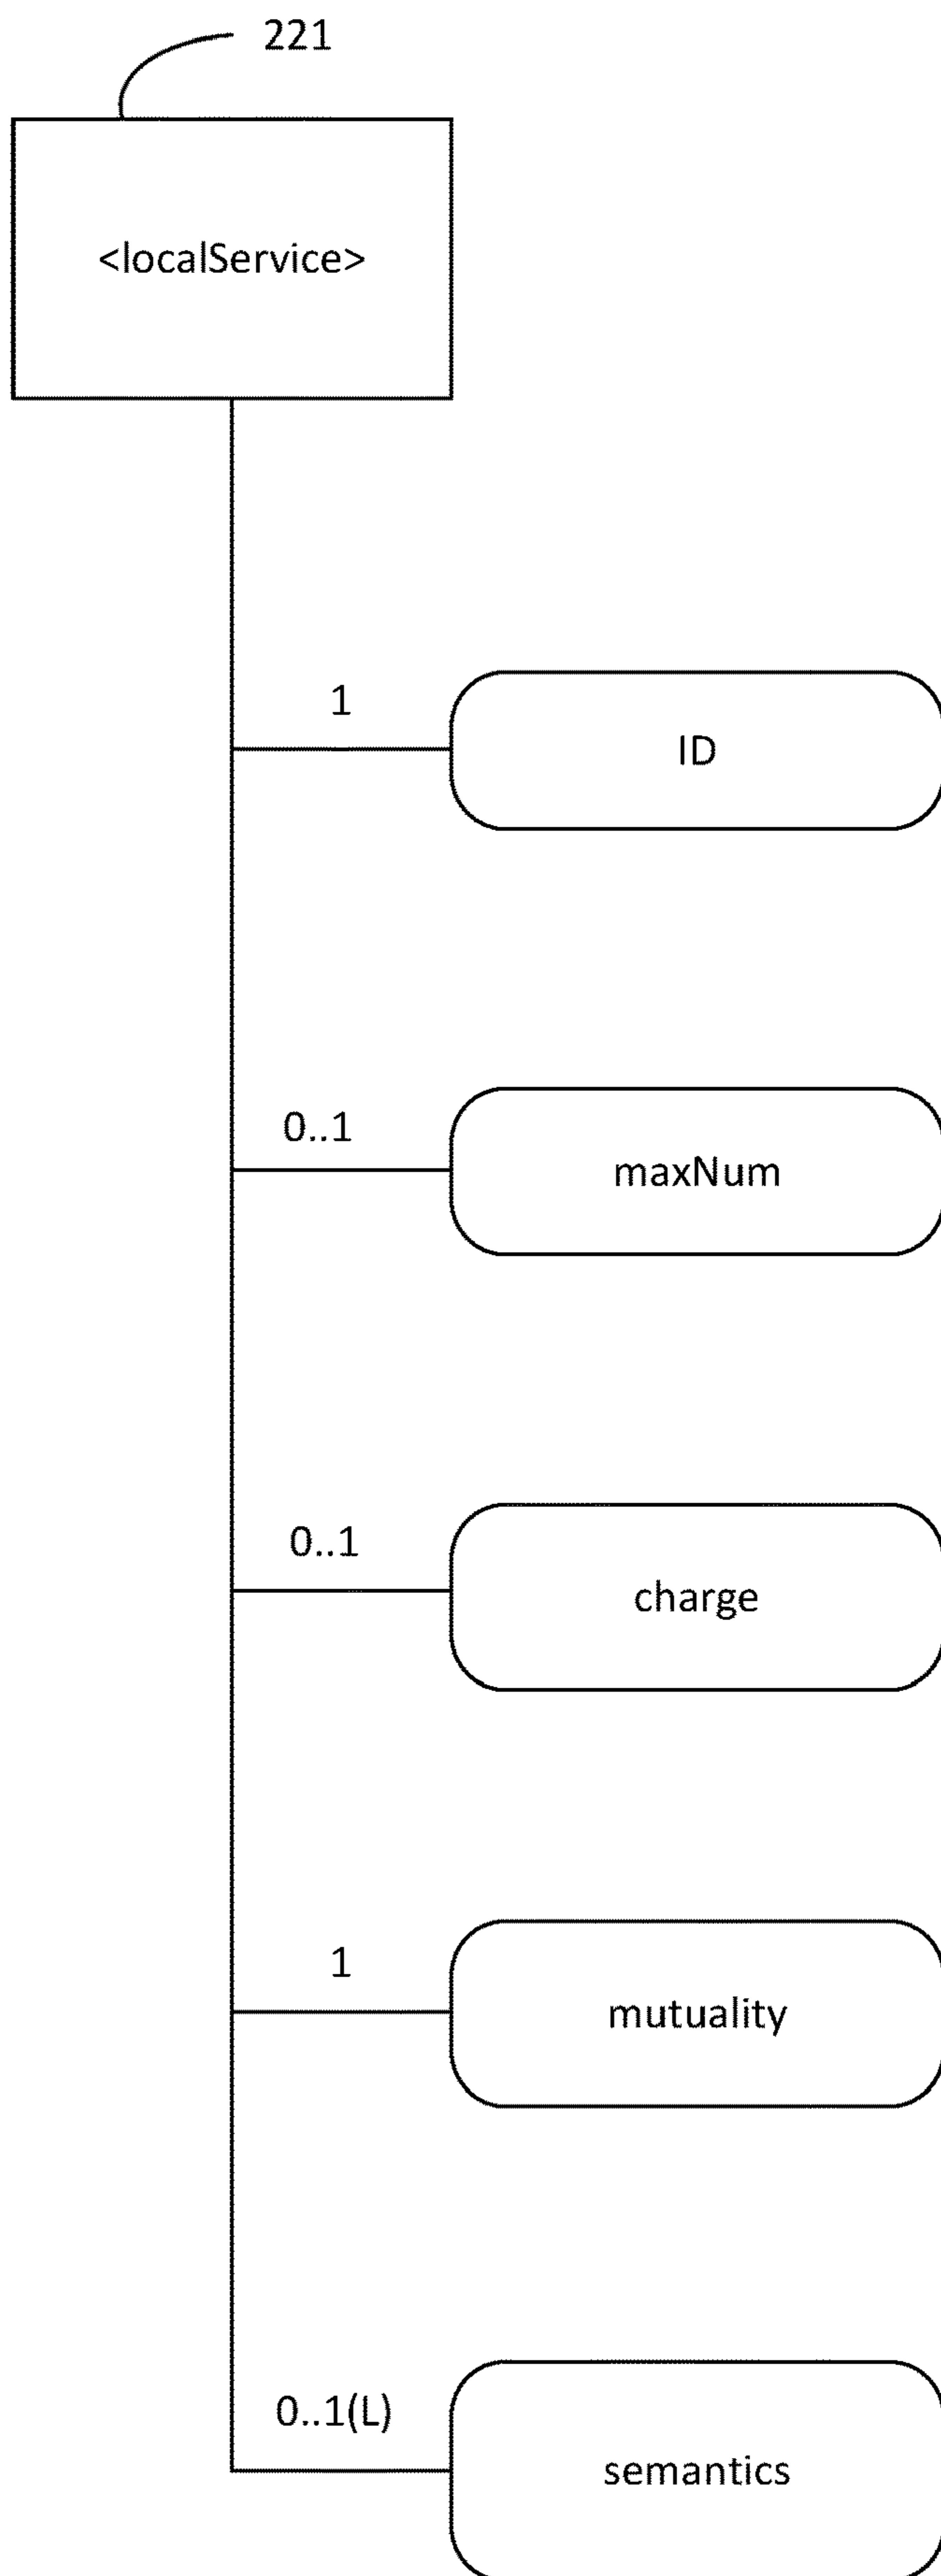 221
<localService>
1
ID
0..1
maxNum
0..1
charge
1
mutuality
0..1(L)
semantics